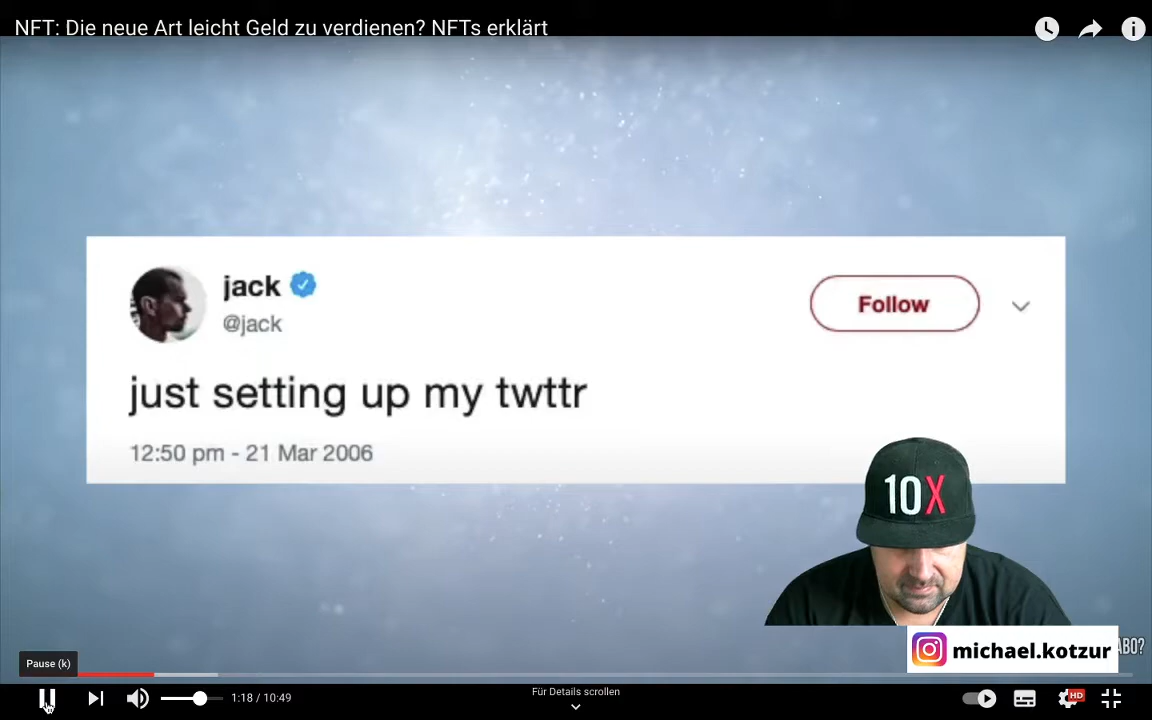 NFT: Die neue Art leicht Geld zu verdienen? NFTs erklärt
jack
@jack
Follow
just setting up my twttr
12:50 pm - 21 Mar 2006
10X
michael.kotzur
ABO?
Pause (k)
1:18 / 10:49
Für Details scrollen
HD